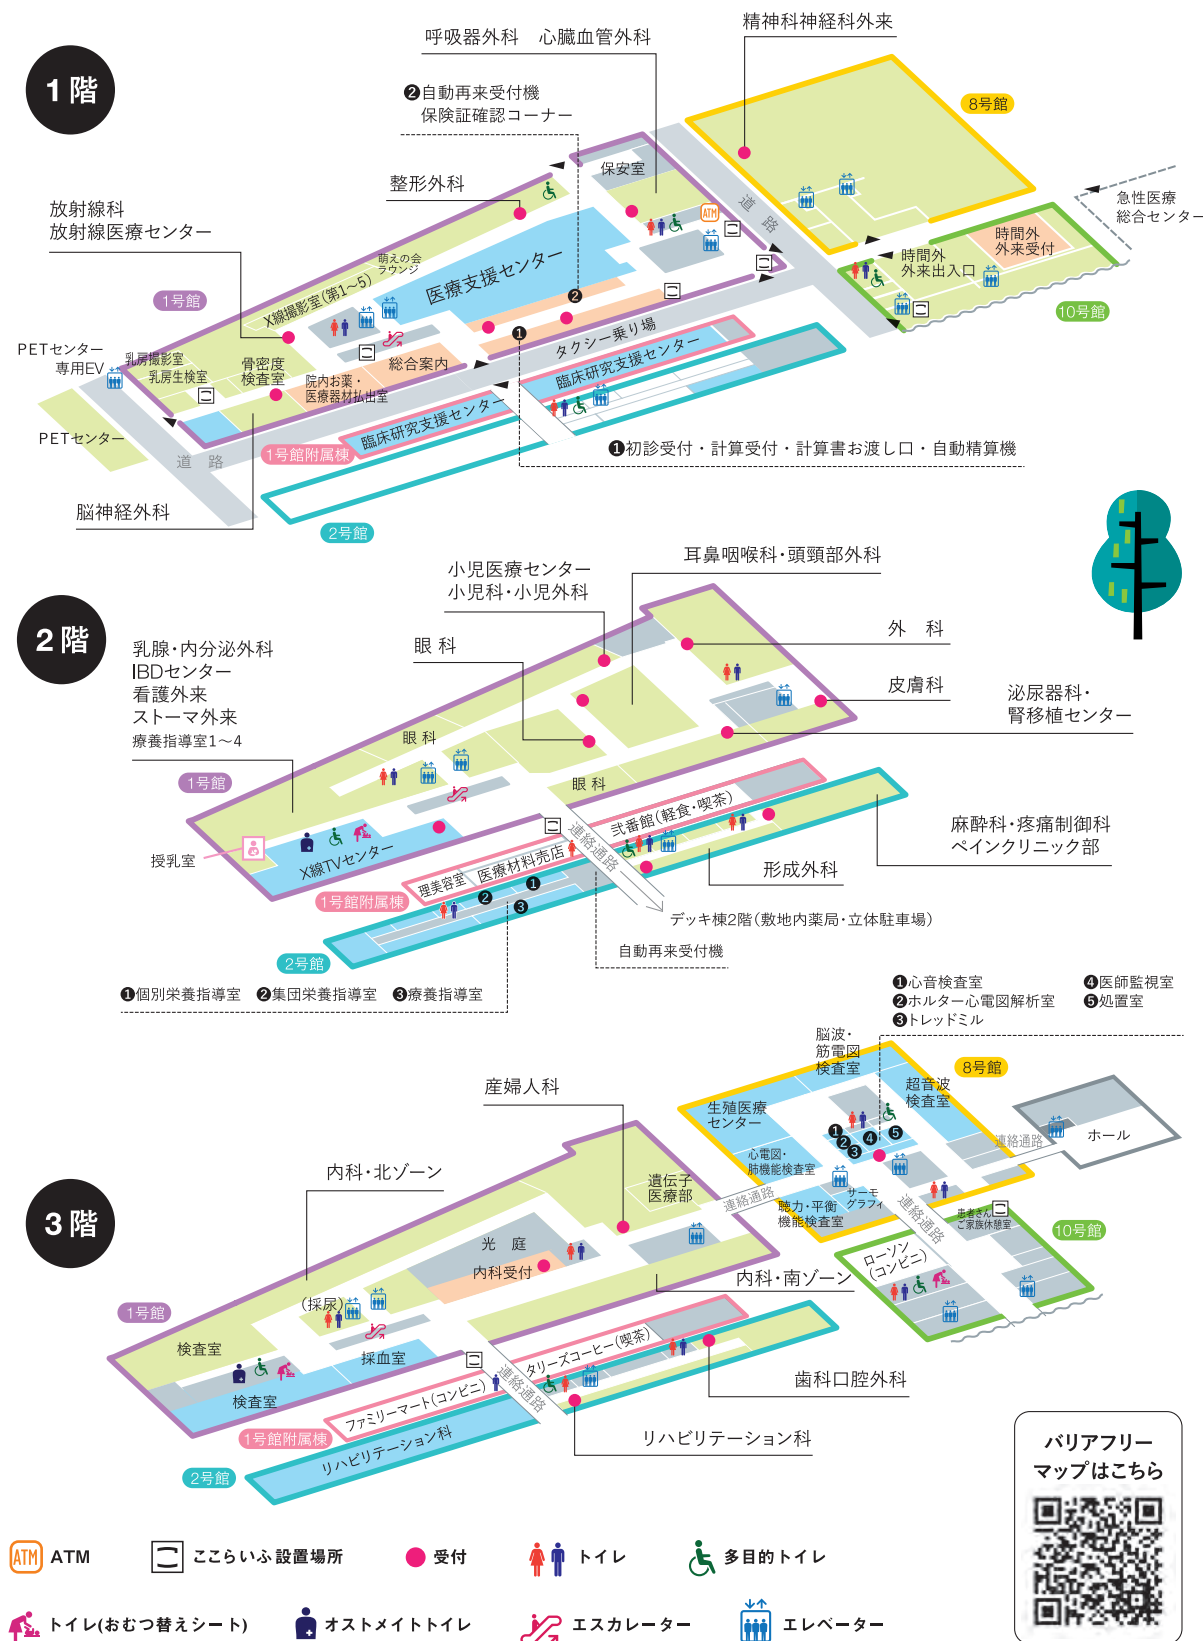 1階
呼吸器外科　心臓血管外科
精神科神経科外来
❷自動再来受付機
保険証確認コーナー
8号館
保安室
整形外科
道路
急性医療
総合センター
放射線科
放射線医療センター
ATM
時間外
外来受付
時間外
外来出入口
萌えの会
ラウンジ
医療支援センター
X線撮影室(第1〜5)
1号館
❷
10号館
❶
タクシー乗り場
PETセンター
専用EV
乳房撮影室
乳房生検室
骨密度
検査室
総合案内
院内お薬・
医療器材払出室
臨床研究支援センター
臨床研究支援センター
PETセンター
道路
1号館附属棟
❶初診受付・計算受付・計算書お渡し口・自動精算機
脳神経外科
2号館
2階
小児医療センター
小児科・小児外科
耳鼻咽喉科・頭頸部外科
外　科
乳腺・内分泌外科
IBDセンター
看護外来
ストーマ外来
療養指導室1〜4
眼科
皮膚科
泌尿器科・
腎移植センター
眼科
1号館
眼科
弐番館(軽食・喫茶)
連絡通路
麻酔科・疼痛制御科
ペインクリニック部
授乳室
X線TVセンター
医療材料売店
理美容室
形成外科
1号館附属棟
❶
❷
❸
デッキ棟2階(敷地内薬局・立体駐車場)
自動再来受付機
2号館
❶個別栄養指導室　❷集団栄養指導室　❸療養指導室
❶心音検査室
❷ホルター心電図解析室
❸トレッドミル
❹医師監視室
❺処置室
3階
脳波・
筋電図
検査室
8号館
超音波
検査室
産婦人科
生殖医療
センター
❶
❷
❸
❹
❺
連絡通路
ホール
心電図・
肺機能検査室
内科・北ゾーン
遺伝子
医療部
連絡通路
聴力・平衡
機能検査室
サーモ
グラフィ
連絡通路
患者さん
ご家族休憩室
10号館
光庭
内科受付
ローソン
(コンビニ)
内科・南ゾーン
(採尿)
1号館
検査室
採血室
検査室
タリーズコーヒー(喫茶)
連絡通路
ファミリーマート(コンビニ)
歯科口腔外科
1号館附属棟
リハビリテーション科
リハビリテーション科
2号館
バリアフリー
マップはこちら
ATM ATM
ここらいふ設置場所
受付
トイレ
多目的トイレ
トイレ(おむつ替えシート)
オストメイトトイレ
エスカレーター
エレベーター